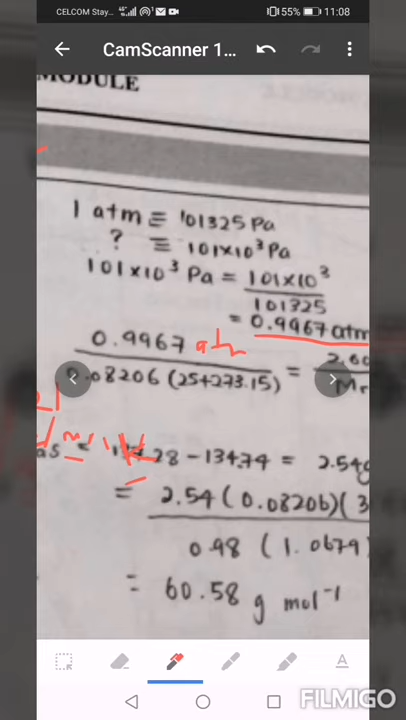 CELCOM Stay... 55% 11:08
CamScanner 1...
MODULE
1 atm ≡ 101325 Pa
? ≡ 101×10³ Pa
101×10³ Pa = 101×10³
101325
= 0.9967 atm
0.9967 atm
0.08206 (25+273.15) =
28 - 134.74 = 2.54g
= 2.54 (0.08206)(3
0.98 (1.0679)
= 60.58 g mol⁻¹
A
FILMIGO